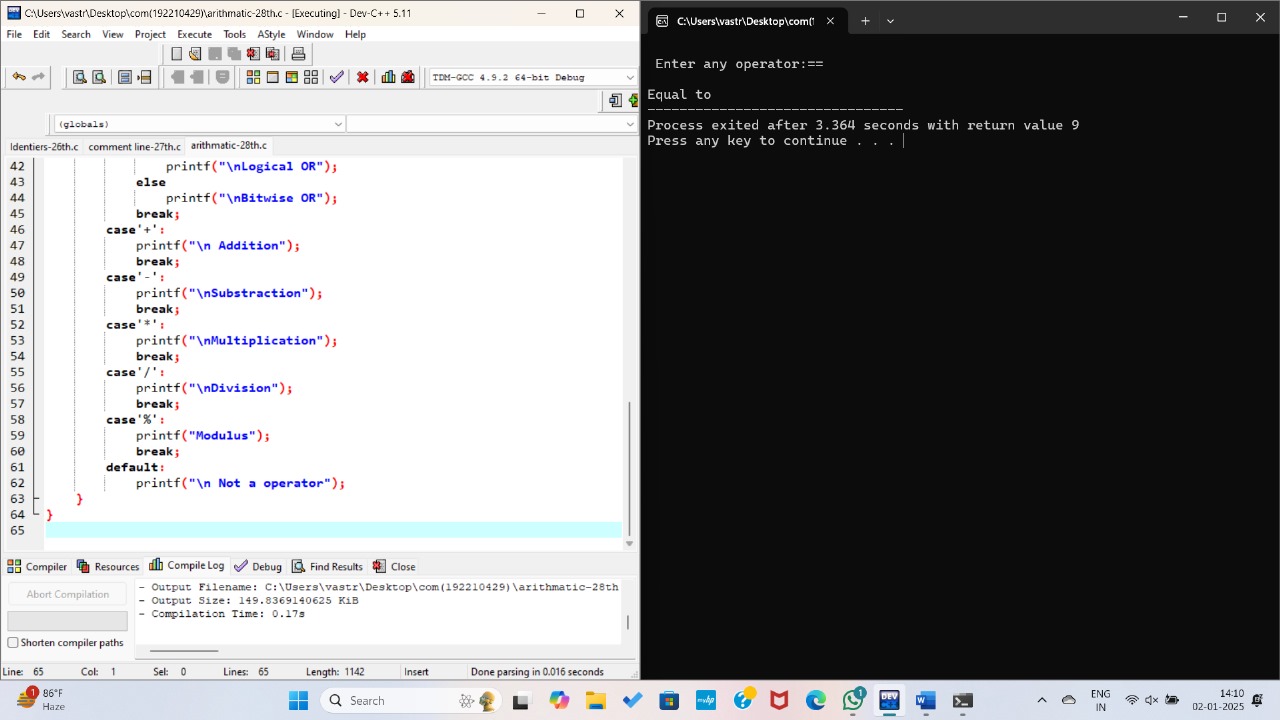 C:\Users\vastr\Desktop\com(192210429)\arithmatic-28th.c - [Executing] - Dev-C++ 5.11
File Edit Search View Project Execute Tools AStyle Window Help
TDM-GCC 4.9.2 64-bit Debug
(globals)
Identiers-26th.c comment line-27th.c arithmatic-28th.c
42 printf("\nLogical OR");
43 else
44 printf("\nBitwise OR");
45 break;
46 case'+':
47 printf("\n Addition");
48 break;
49 case'-':
50 printf("\nSubstraction");
51 break;
52 case'*':
53 printf("\nMultiplication");
54 break;
55 case'/':
56 printf("\nDivision");
57 break;
58 case'%':
59 printf("Modulus");
60 break;
61 default:
62 printf("\n Not a operator");
63 }
64 }
65
Compiler Resources Compile Log Debug Find Results Close
Abort Compilation
Shorten compiler paths
- Output Filename: C:\Users\vastr\Desktop\com(192210429)\arithmatic-28th
- Output Size: 149.8369140625 KiB
- Compilation Time: 0.17s
Line: 65 Col: 1 Sel: 0 Lines: 65 Length: 1142 Insert Done parsing in 0.016 seconds
C:\Users\vastr\Desktop\com(1
Enter any operator:==
Equal to
--------------------------------
Process exited after 3.364 seconds with return value 9
Press any key to continue . . .
1
86°F
Haze
Search
myhp
1
DEV
W
ENG
IN
14:10
02-01-2025